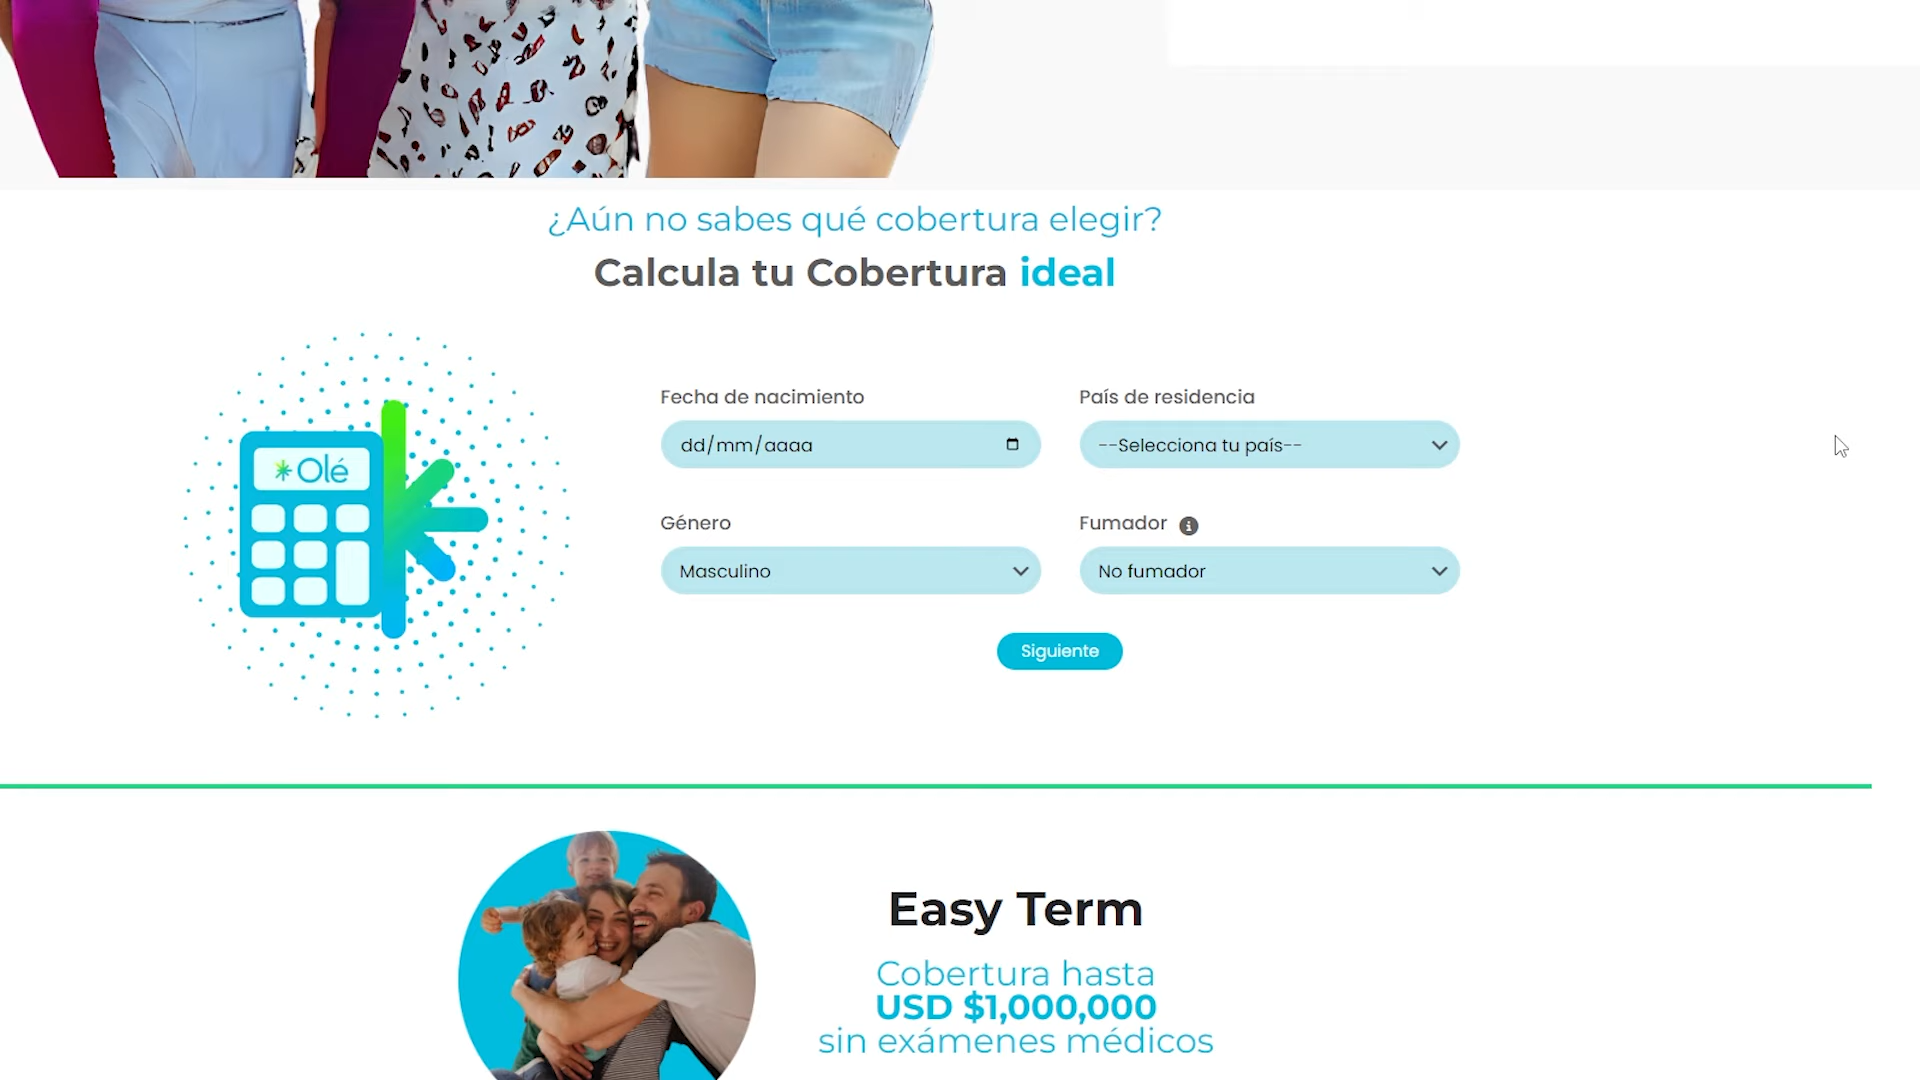 ¿Aún no sabes qué cobertura elegir?
Calcula tu Cobertura ideal
Olé
Fecha de nacimiento
dd/mm/aaaa
País de residencia
--Selecciona tu país--
Género
Masculino
Fumador
No fumador
Siguiente
Easy Term
Cobertura hasta
USD $1,000,000
sin exámenes médicos